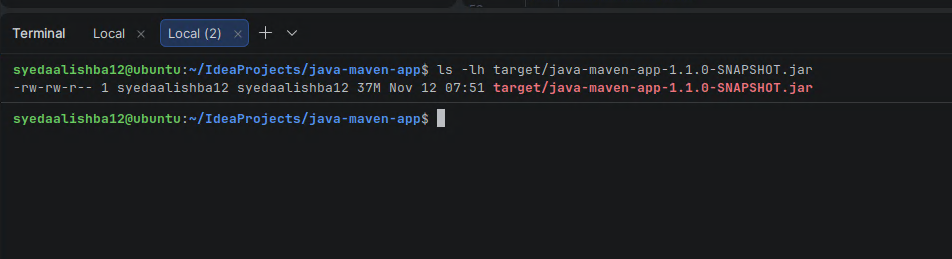 Terminal Local × Local (2) × +
syedaalishba12@ubuntu:~/IdeaProjects/java-maven-app$ ls -lh target/java-maven-app-1.1.0-SNAPSHOT.jar
-rw-rw-r-- 1 syedaalishba12 syedaalishba12 37M Nov 12 07:51 target/java-maven-app-1.1.0-SNAPSHOT.jar
syedaalishba12@ubuntu:~/IdeaProjects/java-maven-app$